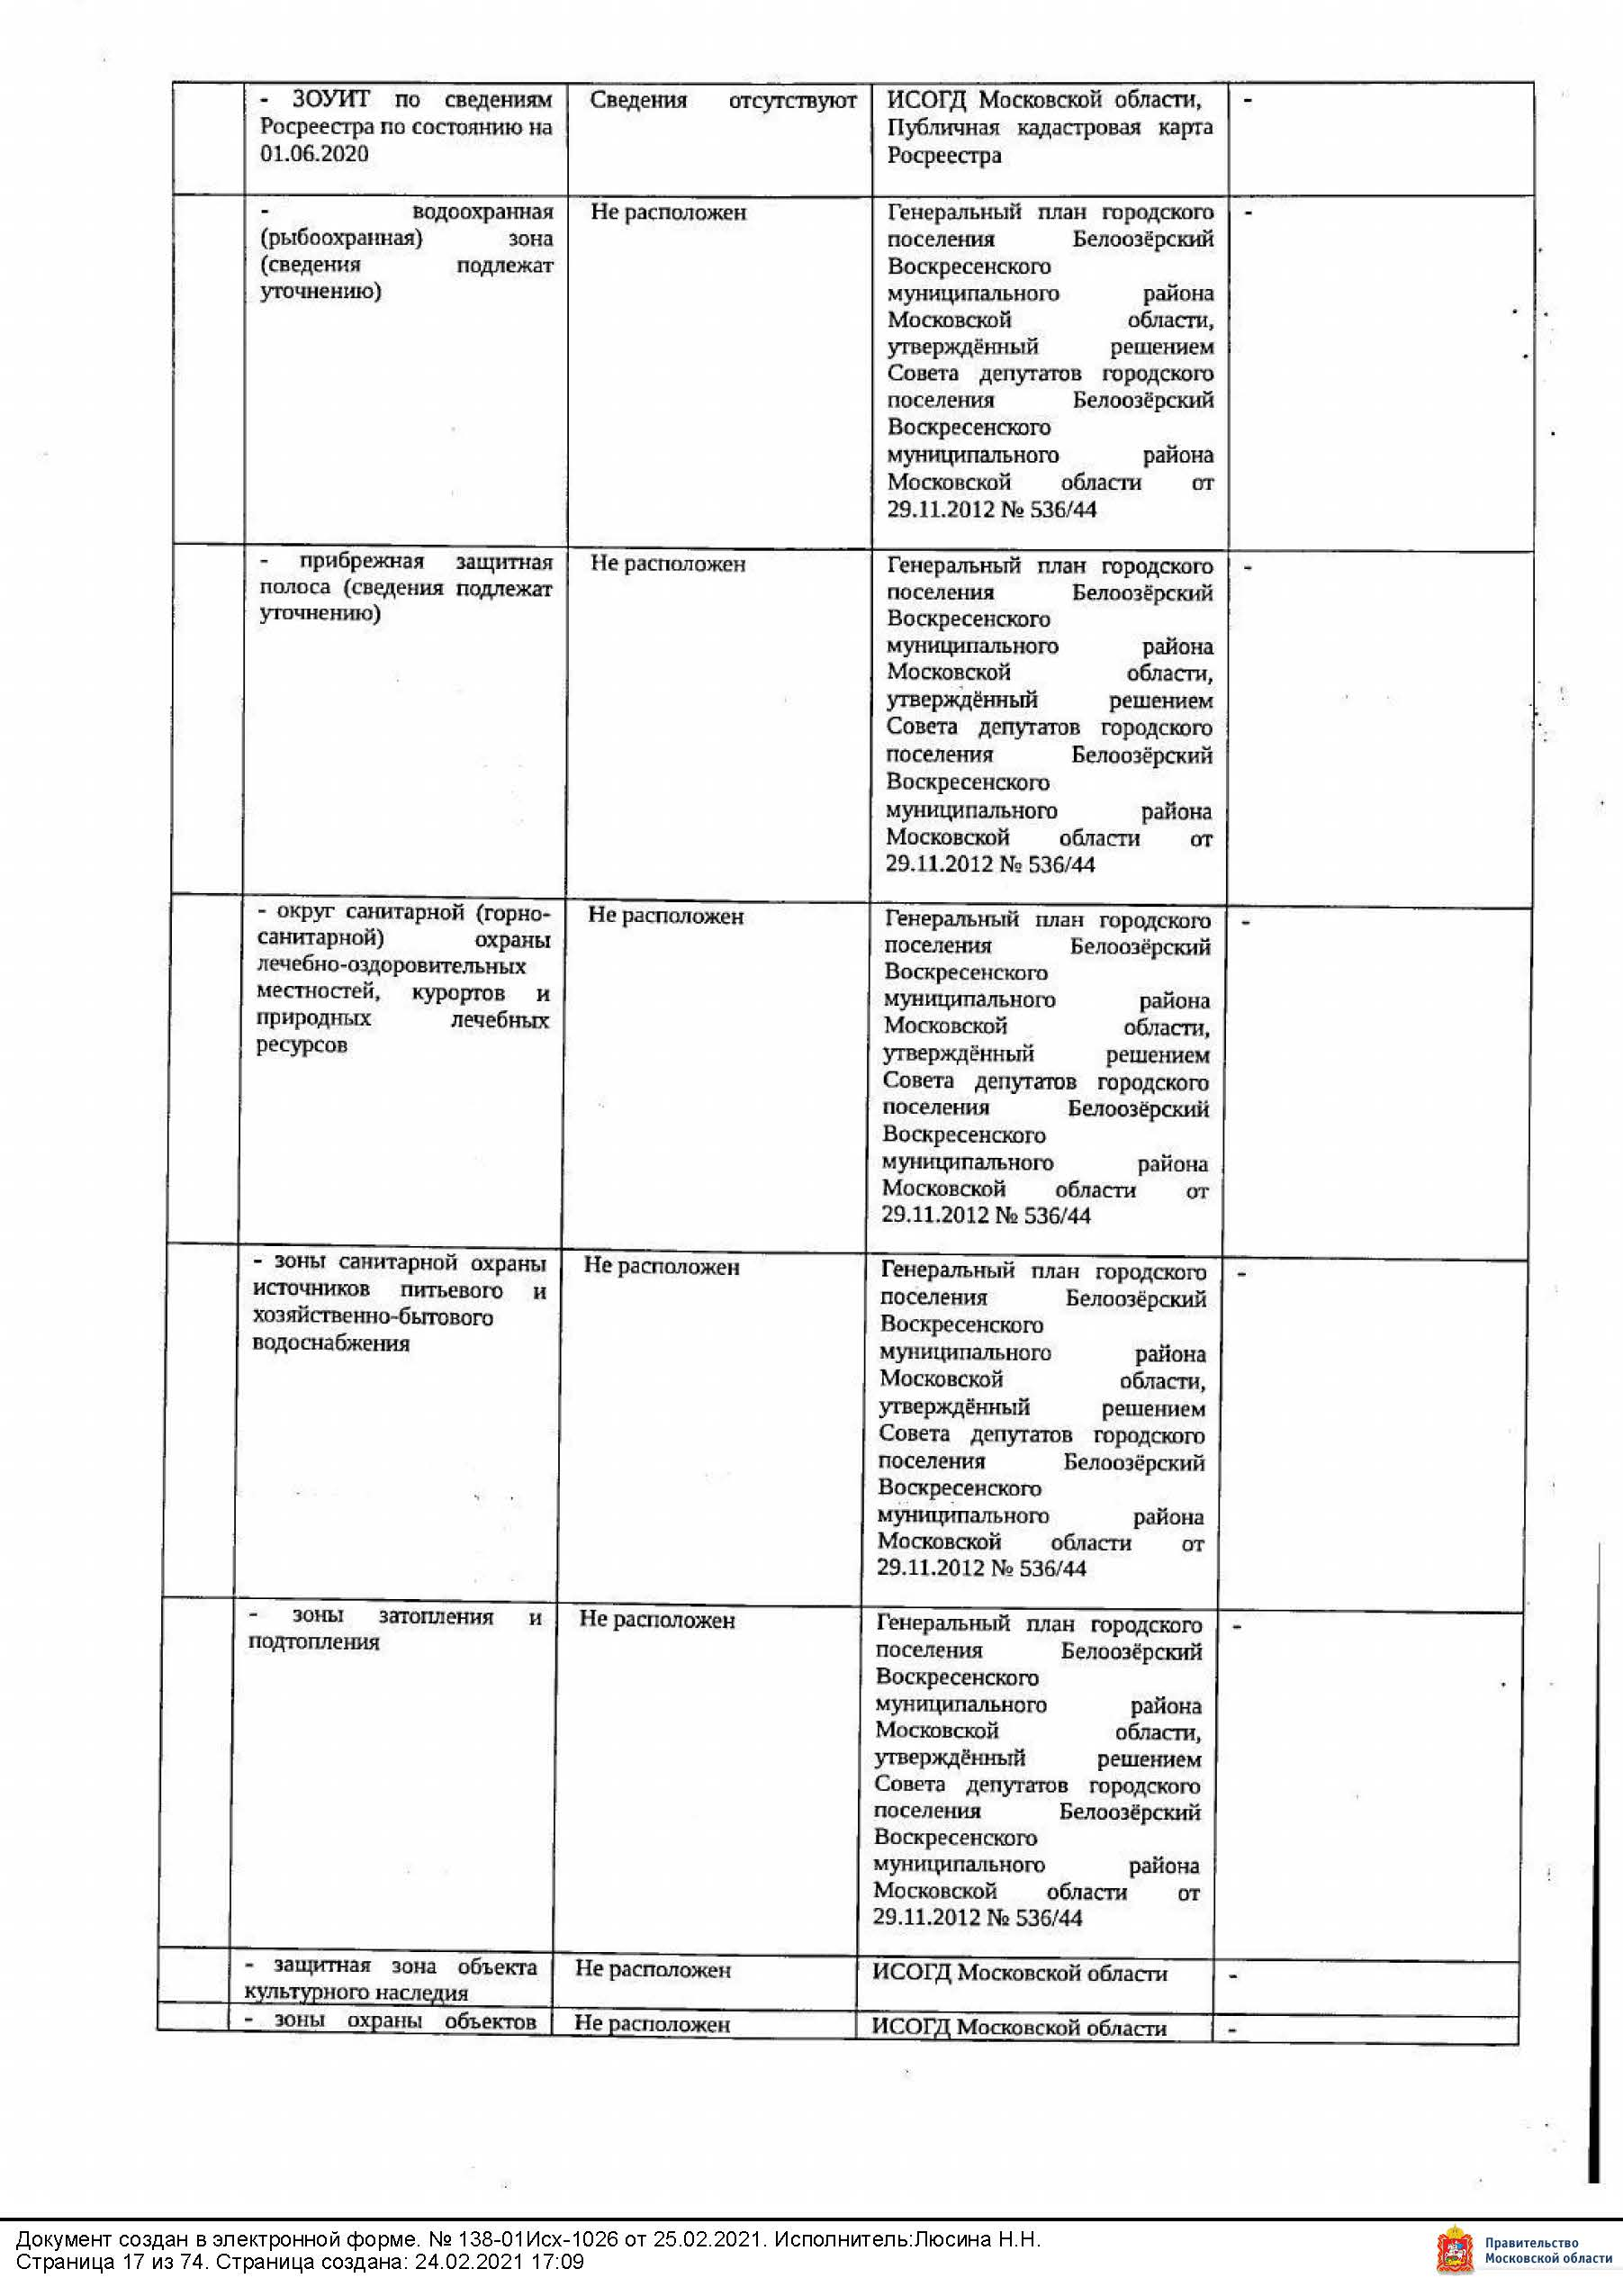 - ЗОУИТ по сведениям
Росреестра по состоянию на
01.06.2020
Сведения отсутствуют
ИСОГД Московской области,
Публичная кадастровая карта
Росреестра
-
- водоохранная
(рыбоохранная) зона
(сведения подлежат
уточнению)
Не расположен
Генеральный план городского
поселения Белоозёрский
Воскресенского
муниципального района
Московской области,
утверждённый решением
Совета депутатов городского
поселения Белоозёрский
Воскресенского
муниципального района
Московской области от
29.11.2012 № 536/44
-
- прибрежная защитная
полоса (сведения подлежат
уточнению)
Не расположен
Генеральный план городского
поселения Белоозёрский
Воскресенского
муниципального района
Московской области,
утверждённый решением
Совета депутатов городского
поселения Белоозёрский
Воскресенского
муниципального района
Московской области от
29.11.2012 № 536/44
-
- округ санитарной (горно-
санитарной) охраны
лечебно-оздоровительных
местностей, курортов и
природных лечебных
ресурсов
Не расположен
Генеральный план городского
поселения Белоозёрский
Воскресенского
муниципального района
Московской области,
утверждённый решением
Совета депутатов городского
поселения Белоозёрский
Воскресенского
муниципального района
Московской области от
29.11.2012 № 536/44
-
- зоны санитарной охраны
источников питьевого и
хозяйственно-бытового
водоснабжения
Не расположен
Генеральный план городского
поселения Белоозёрский
Воскресенского
муниципального района
Московской области,
утверждённый решением
Совета депутатов городского
поселения Белоозёрский
Воскресенского
муниципального района
Московской области от
29.11.2012 № 536/44
-
- зоны затопления и
подтопления
Не расположен
Генеральный план городского
поселения Белоозёрский
Воскресенского
муниципального района
Московской области,
утверждённый решением
Совета депутатов городского
поселения Белоозёрский
Воскресенского
муниципального района
Московской области от
29.11.2012 № 536/44
-
- защитная зона объекта
культурного наследия
Не расположен
ИСОГД Московской области
-
- зоны охраны объектов
Не расположен
ИСОГД Московской области
-
Документ создан в электронной форме. № 138-01Исх-1026 от 25.02.2021. Исполнитель:Люсина Н.Н.
Страница 17 из 74. Страница создана: 24.02.2021 17:09
Правительство
Московской области